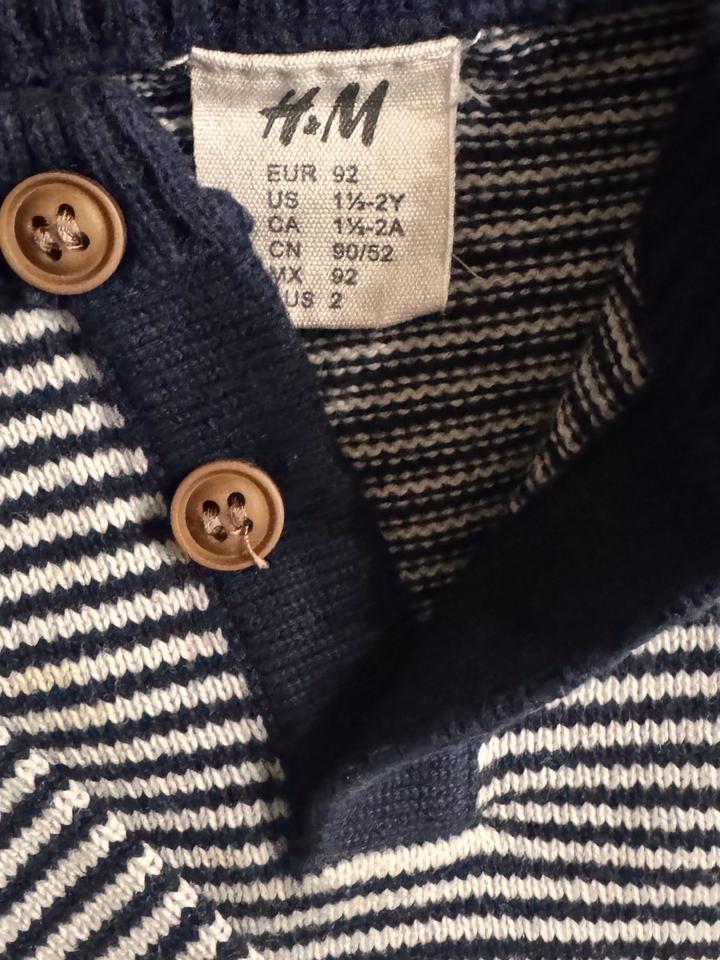 H&M
EUR 92
US 1½-2Y
CA 1½-2A
CN 90/52
MX 92
US 2